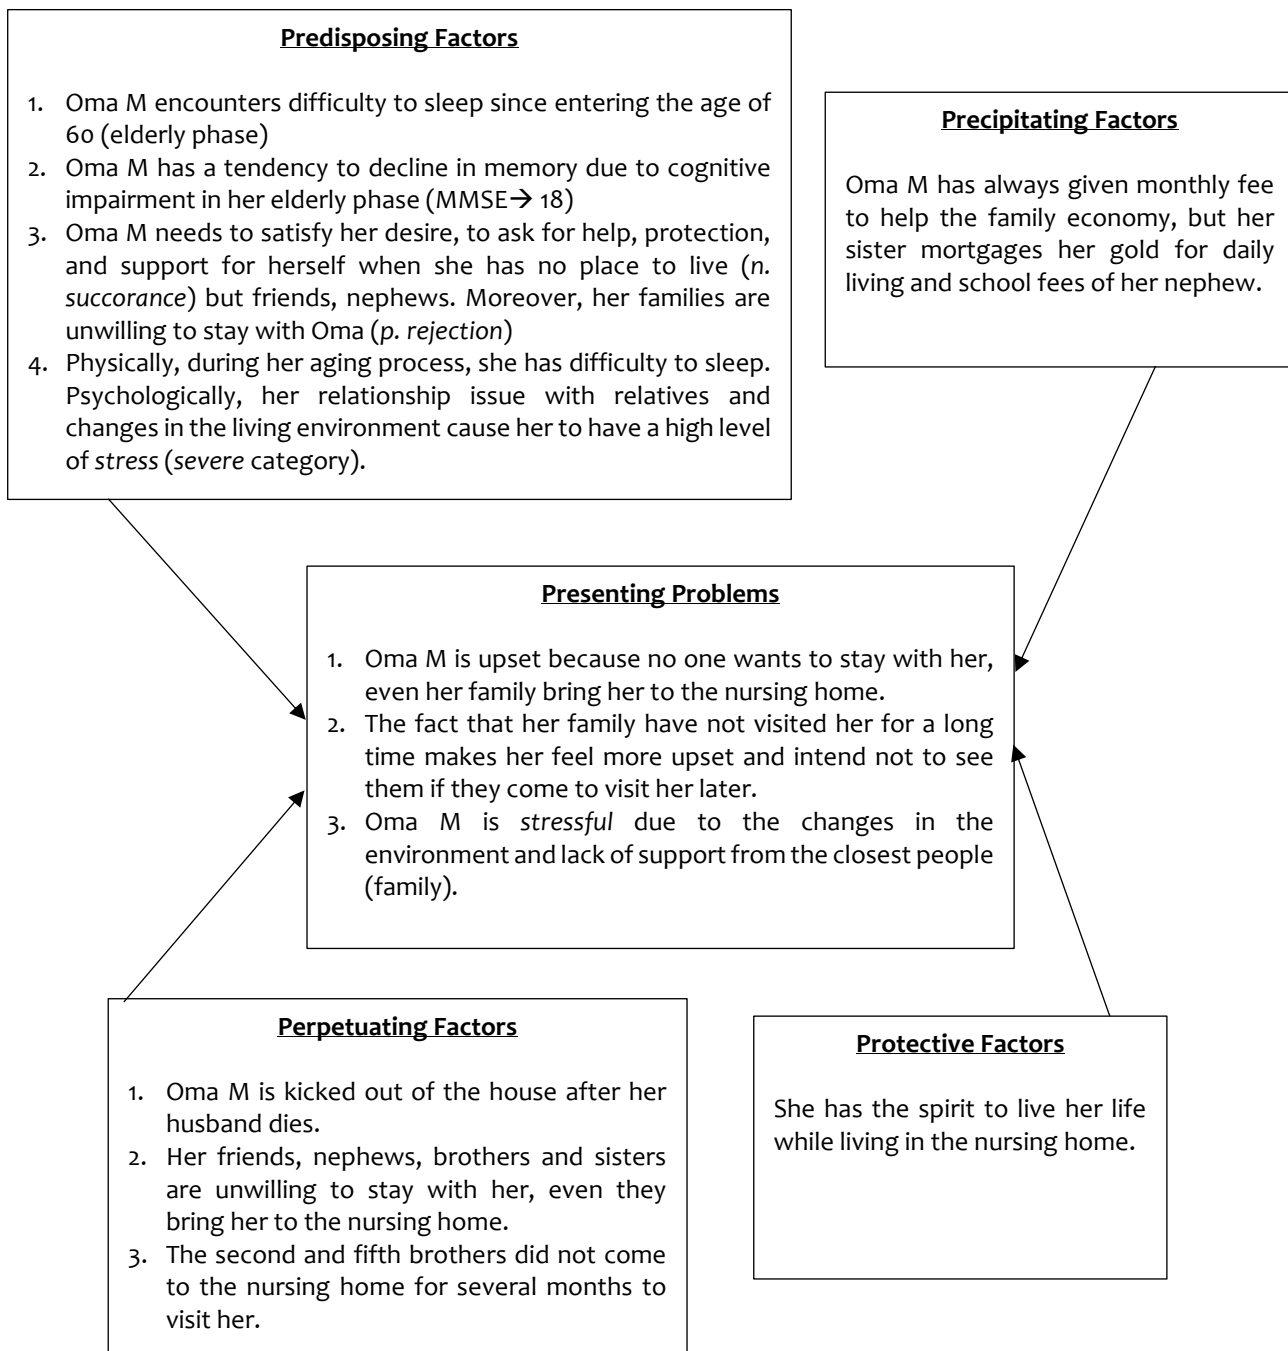 Predisposing Factors
1. Oma M encounters difficulty to sleep since entering the age of
60 (elderly phase)
2. Oma M has a tendency to decline in memory due to cognitive
impairment in her elderly phase (MMSE→ 18)
3. Oma M needs to satisfy her desire, to ask for help, protection,
and support for herself when she has no place to live (n.
succorance) but friends, nephews. Moreover, her families are
unwilling to stay with Oma (p. rejection)
4. Physically, during her aging process, she has difficulty to sleep.
Psychologically, her relationship issue with relatives and
changes in the living environment cause her to have a high level
of stress (severe category).
Precipitating Factors
Oma M has always given monthly fee
to help the family economy, but her
sister mortgages her gold for daily
living and school fees of her nephew.
Presenting Problems
1. Oma M is upset because no one wants to stay with her,
even her family bring her to the nursing home.
2. The fact that her family have not visited her for a long
time makes her feel more upset and intend not to see
them if they come to visit her later.
3. Oma M is stressful due to the changes in the
environment and lack of support from the closest people
(family).
Perpetuating Factors
1. Oma M is kicked out of the house after her
husband dies.
2. Her friends, nephews, brothers and sisters
are unwilling to stay with her, even they
bring her to the nursing home.
3. The second and fifth brothers did not come
to the nursing home for several months to
visit her.
Protective Factors
She has the spirit to live her life
while living in the nursing home.